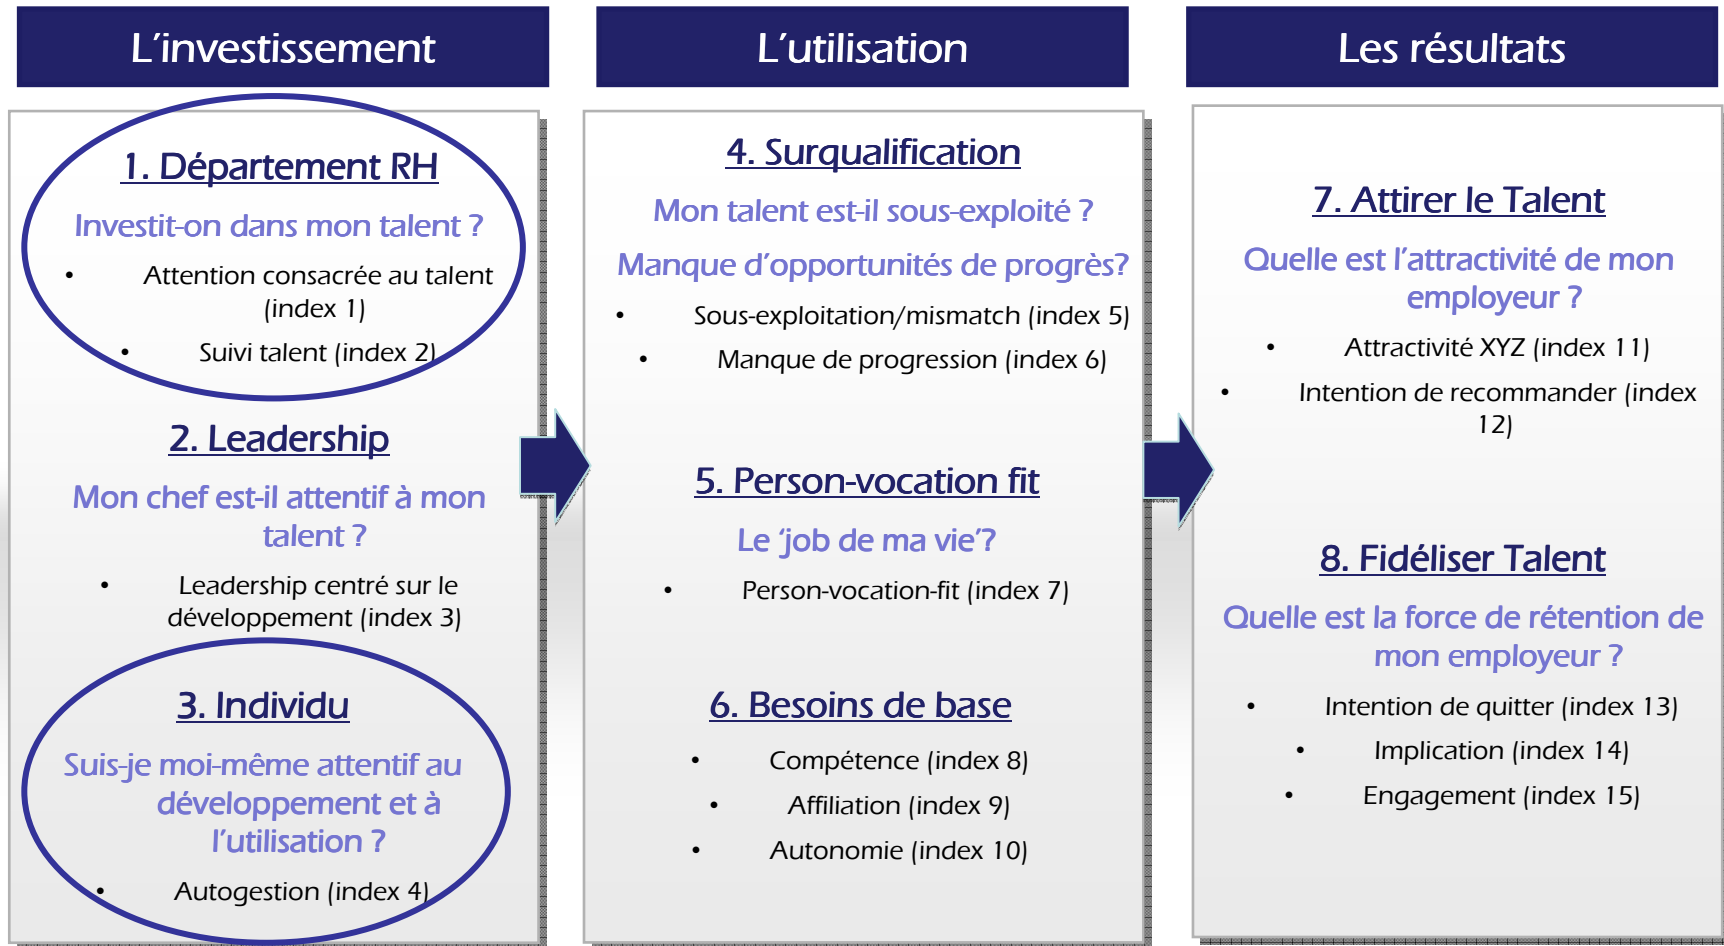 L'investissement
1. Département RH
Investit-on dans mon talent ?
• Attention consacrée au talent
(index 1)
• Suivi talent (index 2)
2. Leadership
Mon chef est-il attentif à mon
talent ?
• Leadership centré sur le
développement (index 3)
3. Individu
Suis-je moi-même attentif au
développement et à
l'utilisation ?
• Autogestion (index 4)
L'utilisation
4. Surqualification
Mon talent est-il sous-exploité ?
Manque d'opportunités de progrès?
• Sous-exploitation/mismatch (index 5)
• Manque de progression (index 6)
5. Person-vocation fit
Le 'job de ma vie'?
• Person-vocation-fit (index 7)
6. Besoins de base
• Compétence (index 8)
• Affiliation (index 9)
• Autonomie (index 10)
Les résultats
7. Attirer le Talent
Quelle est l'attractivité de mon
employeur ?
• Attractivité XYZ (index 11)
• Intention de recommander (index
12)
8. Fidéliser Talent
Quelle est la force de rétention de
mon employeur ?
• Intention de quitter (index 13)
• Implication (index 14)
• Engagement (index 15)